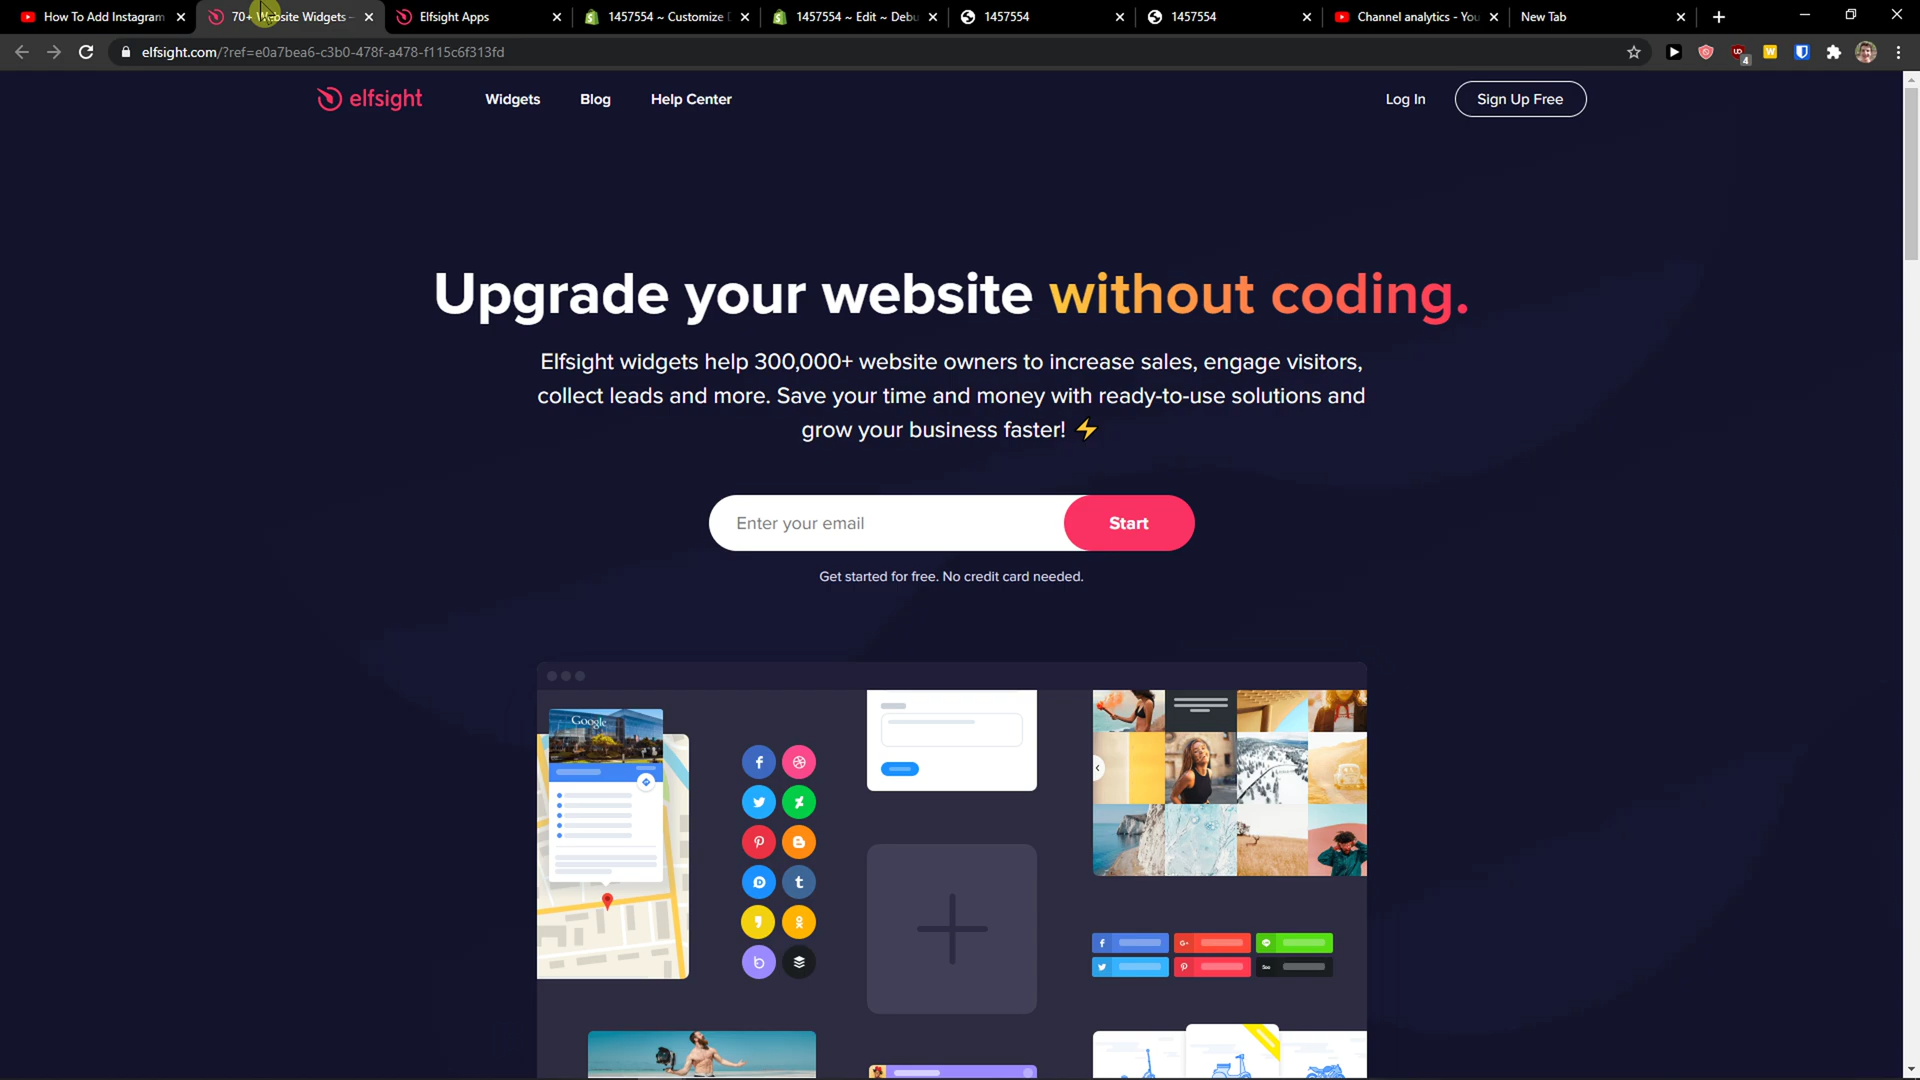 How To Add Instagram
70+ Website Widgets -
Elfsight Apps
1457554 ~ Customize D
1457554 ~ Edit ~ Debu
1457554
1457554
Channel analytics - You
New Tab
elfsight.com/?ref=e0a7bea6-c3b0-478f-a478-f115c6f313fd
4
elfsight
Widgets
Blog
Help Center
Log In
Sign Up Free
Upgrade your website without coding.
Elfsight widgets help 300,000+ website owners to increase sales, engage visitors,
collect leads and more. Save your time and money with ready-to-use solutions and
grow your business faster! ⚡
Enter your email
Start
Get started for free. No credit card needed.
Google